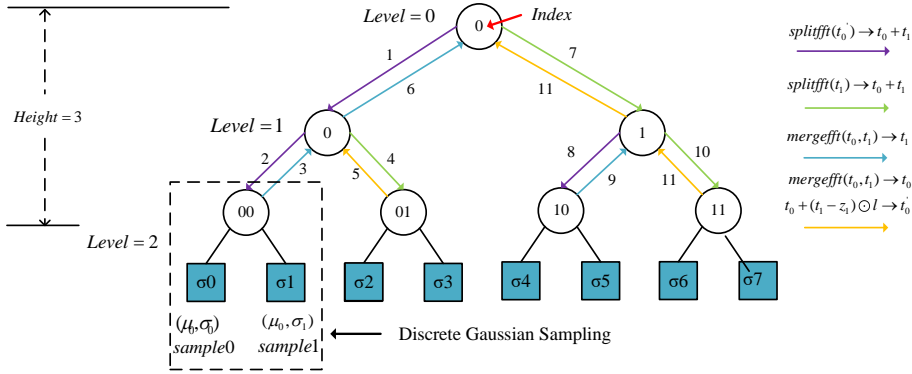 Level = 0
0
Index
1
6
7
11
Height = 3
Level = 1
0
1
2
3
4
5
8
9
10
11
00
01
10
11
Level = 2
σ0
σ1
σ2
σ3
σ4
σ5
σ6
σ7
(μ₀,σ₀)
sample0
(μ₀,σ₁)
sample1
Discrete Gaussian Sampling
splitfft(t₀') → t₀ + t₁
splitfft(t₁) → t₀ + t₁
mergefft(t₀,t₁) → t₁
mergefft(t₀,t₁) → t₀
t₀ + (t₁ − z₁) ⊙ l → t₀'